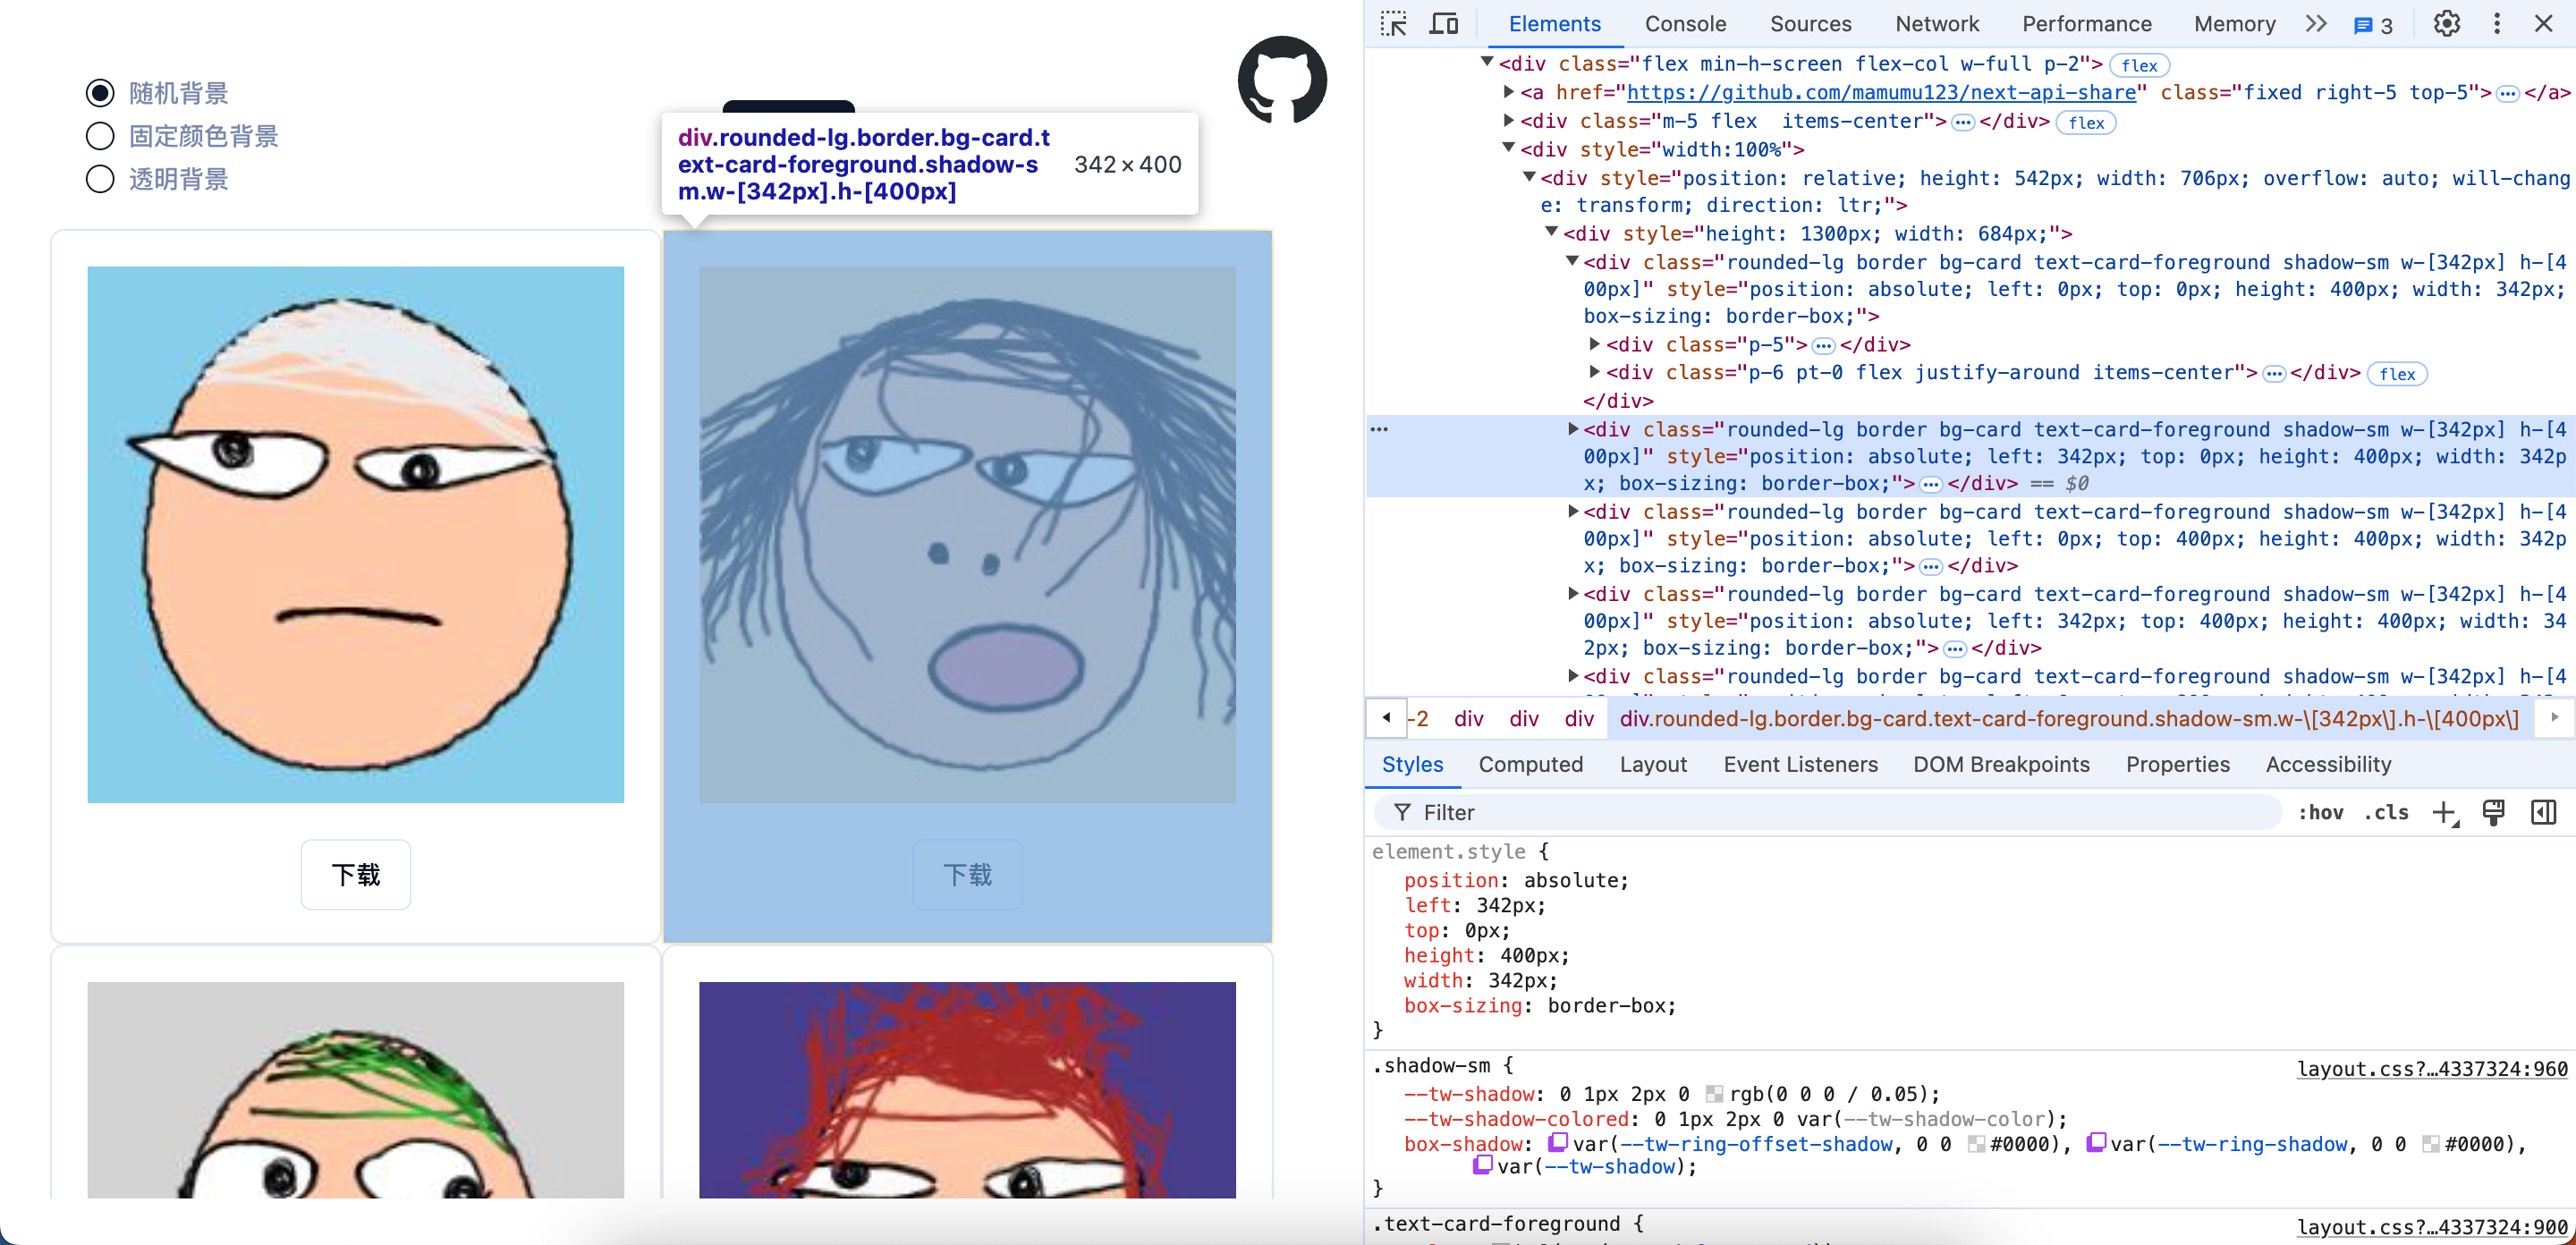 随机背景
固定颜色背景
透明背景
div.rounded-lg.border.bg-card.t
ext-card-foreground.shadow-s
m.w-[342px].h-[400px]
342 × 400
下载
下载
Elements Console Sources Network Performance Memory 3
<div class="flex min-h-screen flex-col w-full p-2"> flex
<a href="https://github.com/mamumu123/next-api-share" class="fixed right-5 top-5"> … </a>
<div class="m-5 flex  items-center"> … </div> flex
<div style="width:100%">
<div style="position: relative; height: 542px; width: 706px; overflow: auto; will-chang
e: transform; direction: ltr;">
<div style="height: 1300px; width: 684px;">
<div class="rounded-lg border bg-card text-card-foreground shadow-sm w-[342px] h-[4
00px]" style="position: absolute; left: 0px; top: 0px; height: 400px; width: 342px;
box-sizing: border-box;">
<div class="p-5"> … </div>
<div class="p-6 pt-0 flex justify-around items-center"> … </div> flex
</div>
… <div class="rounded-lg border bg-card text-card-foreground shadow-sm w-[342px] h-[4
00px]" style="position: absolute; left: 342px; top: 0px; height: 400px; width: 342p
x; box-sizing: border-box;"> … </div> == $0
<div class="rounded-lg border bg-card text-card-foreground shadow-sm w-[342px] h-[4
00px]" style="position: absolute; left: 0px; top: 400px; height: 400px; width: 342p
x; box-sizing: border-box;"> … </div>
<div class="rounded-lg border bg-card text-card-foreground shadow-sm w-[342px] h-[4
00px]" style="position: absolute; left: 342px; top: 400px; height: 400px; width: 34
2px; box-sizing: border-box;"> … </div>
<div class="rounded-lg border bg-card text-card-foreground shadow-sm w-[342px] h-[4
-2 div div div div.rounded-lg.border.bg-card.text-card-foreground.shadow-sm.w-\[342px\].h-\[400px\]
Styles Computed Layout Event Listeners DOM Breakpoints Properties Accessibility
Filter :hov .cls
element.style {
position: absolute;
left: 342px;
top: 0px;
height: 400px;
width: 342px;
box-sizing: border-box;
}
.shadow-sm { layout.css?…4337324:960
--tw-shadow: 0 1px 2px 0 rgb(0 0 0 / 0.05);
--tw-shadow-colored: 0 1px 2px 0 var(--tw-shadow-color);
box-shadow: var(--tw-ring-offset-shadow, 0 0 #0000), var(--tw-ring-shadow, 0 0 #0000),
var(--tw-shadow);
}
.text-card-foreground { layout.css?…4337324:900